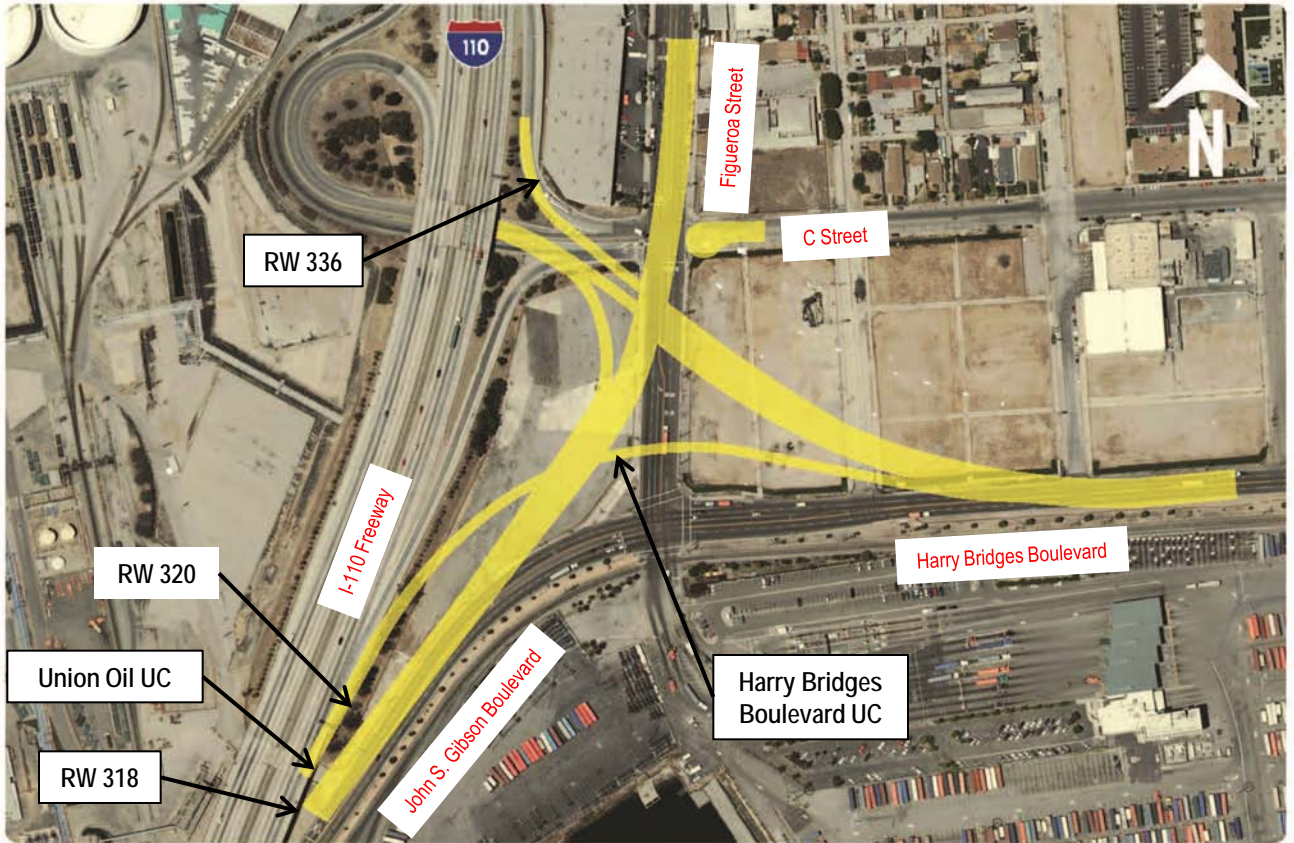 110
Figueroa Street
N
C Street
RW 336
I-110 Freeway
Harry Bridges Boulevard
RW 320
Union Oil UC
John S. Gibson Boulevard
Harry Bridges
Boulevard UC
RW 318